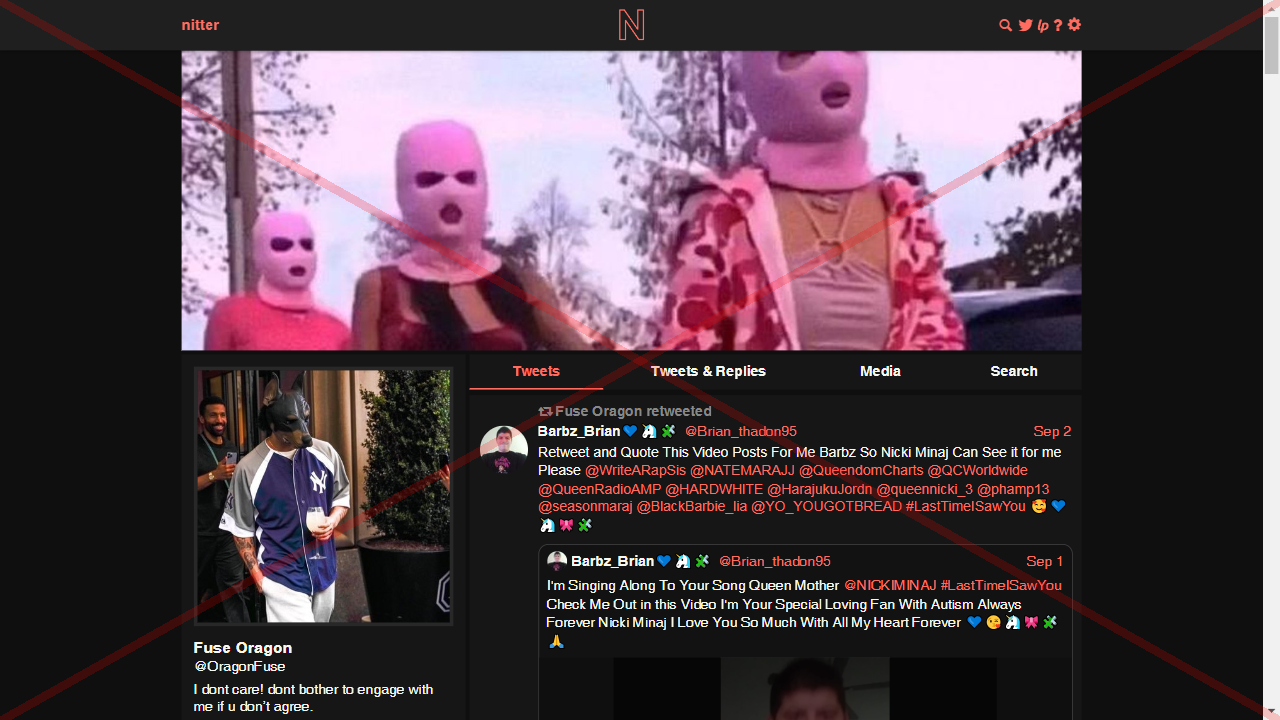 nitter
N
lp ?
Tweets
Tweets & Replies
Media
Search
Fuse Oragon retweeted
Barbz_Brian💙 🦄 🧩 @Brian_thadon95 Sep 2
Retweet and Quote This Video Posts For Me Barbz So Nicki Minaj Can See it for me
Please @WriteARapSis @NATEMARAJJ @QueendomCharts @QCWorldwide
@QueenRadioAMP @HARDWHITE @HarajukuJordn @queennicki_3 @phamp13
@seasonmaraj @BlackBarbie_lia @YO_YOUGOTBREAD #LastTimeISawYou 🥰 💙
🦄 🎀 🧩
Barbz_Brian💙 🦄 🧩 @Brian_thadon95 Sep 1
I'm Singing Along To Your Song Queen Mother @NICKIMINAJ #LastTimeISawYou
Check Me Out in this Video I'm Your Special Loving Fan With Autism Always
Forever Nicki Minaj I Love You So Much With All My Heart Forever 💙 😘 🦄 🎀 🧩
🙏
NY
Fuse Oragon
@OragonFuse
I dont care! dont bother to engage with
me if u don't agree.